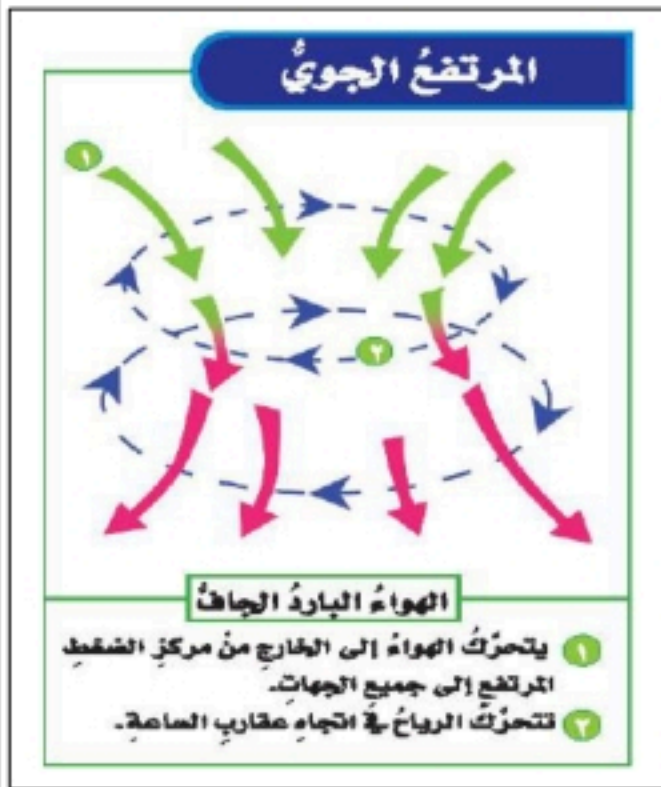 المرتفعُ الجويُّ
١
٢
الهواءُ الباردُ الجافُّ
١ يتحرَّكُ الهواءُ إلى الخارجِ منْ مركزِ الضغطِ
المرتفعِ إلى جميعِ الجهاتِ.
٢ تتحرَّكُ الرياحُ في اتجاهِ عقاربِ الساعةِ.